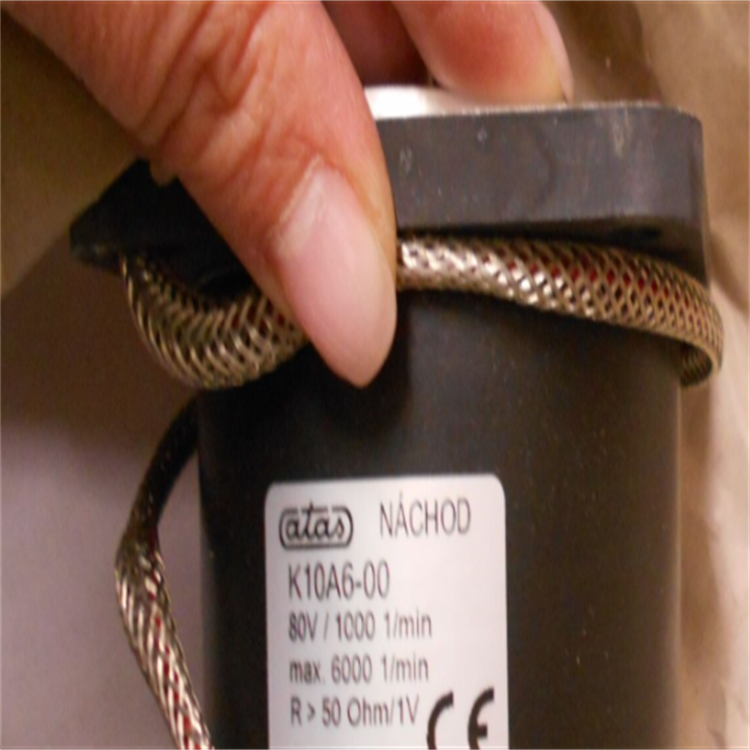 atas NÁCHOD
K10A6-00
80V / 1000 1/min
max. 6000 1/min
R > 50 Ohm/1V CE